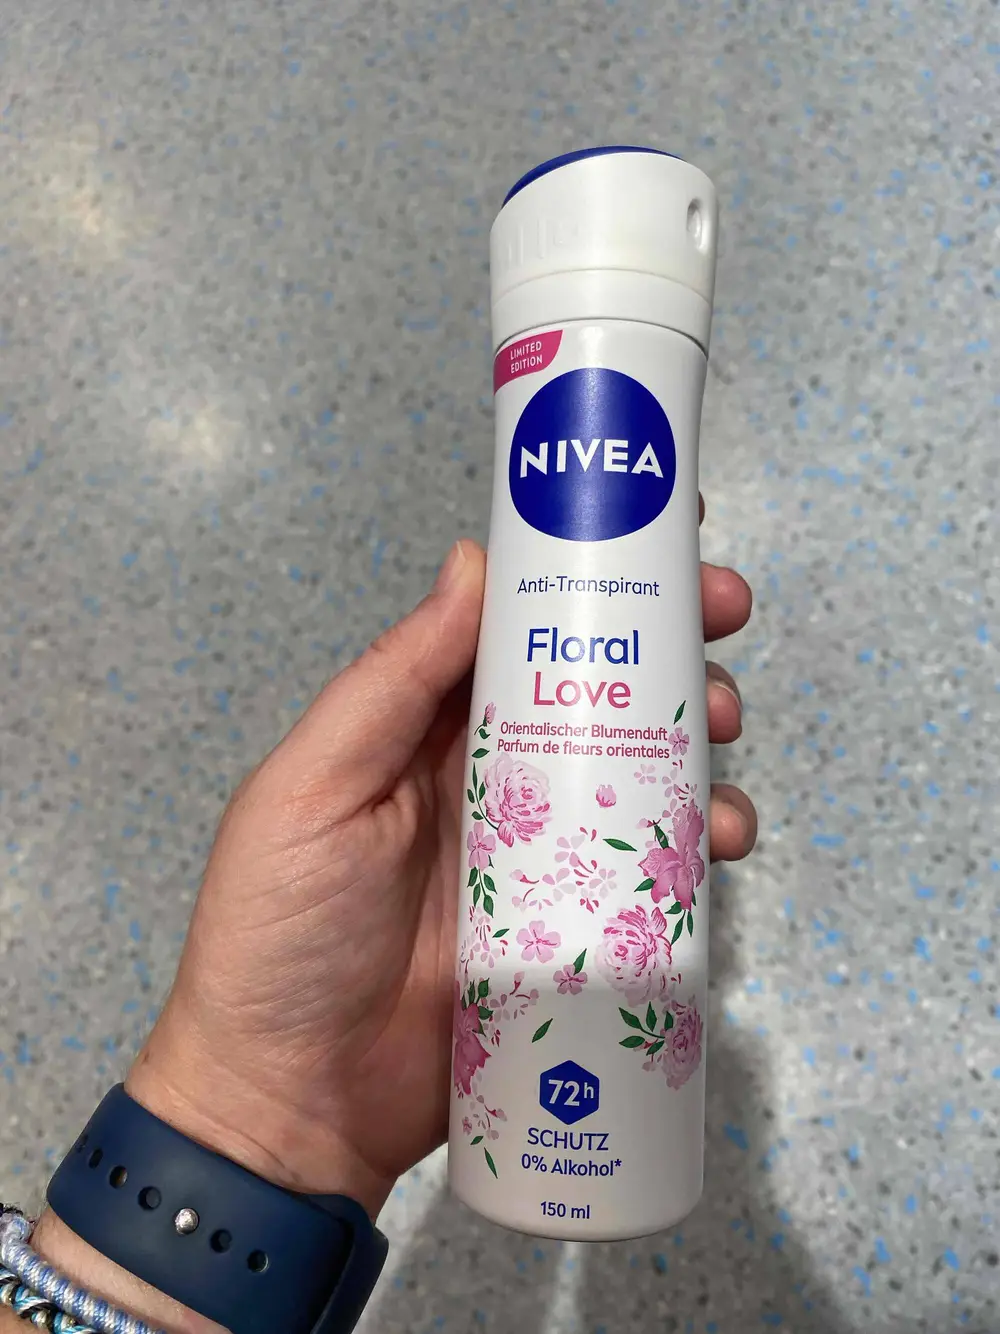 LIMITED
EDITION
NIVEA
Anti-Transpirant
Floral
Love
Orientalischer Blumenduft
Parfum de fleurs orientales
72h
SCHUTZ
0% Alkohol*
150 ml